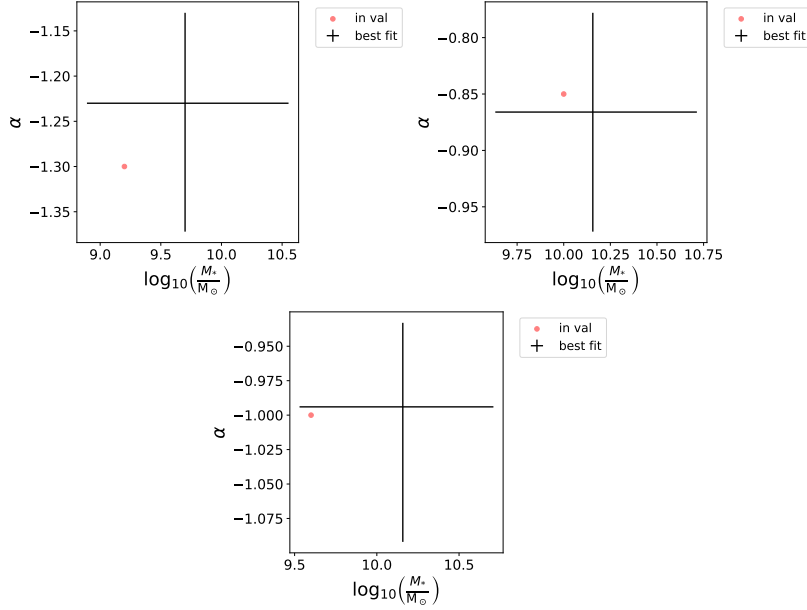 −1.15
−1.20
−1.25
−1.30
−1.35
α
9.0 9.5 10.0 10.5
log₁₀(M*/M☉)
in val
best fit
−0.80
−0.85
−0.90
−0.95
α
9.75 10.00 10.25 10.50 10.75
log₁₀(M*/M☉)
in val
best fit
−0.950
−0.975
−1.000
−1.025
−1.050
−1.075
α
9.5 10.0 10.5
log₁₀(M*/M☉)
in val
best fit